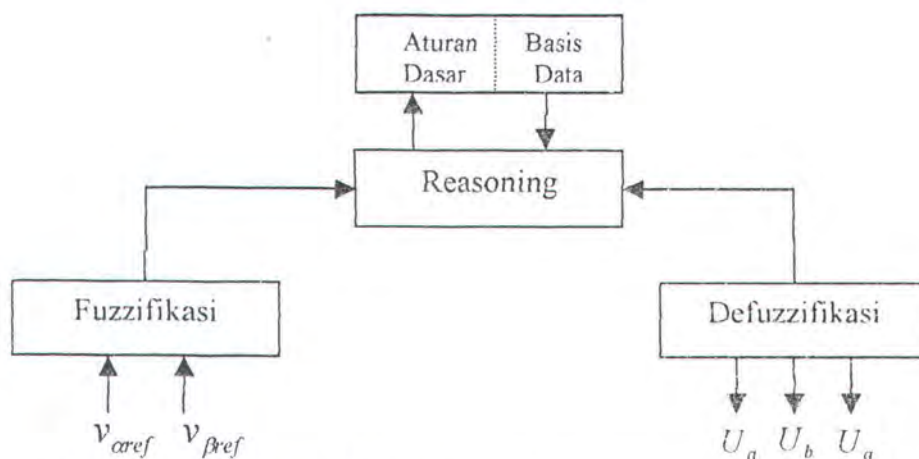 Aturan Dasar
Basis Data
Reasoning
Fuzzifikasi
Defuzzifikasi
v_αref v_βref
U_a U_b U_a